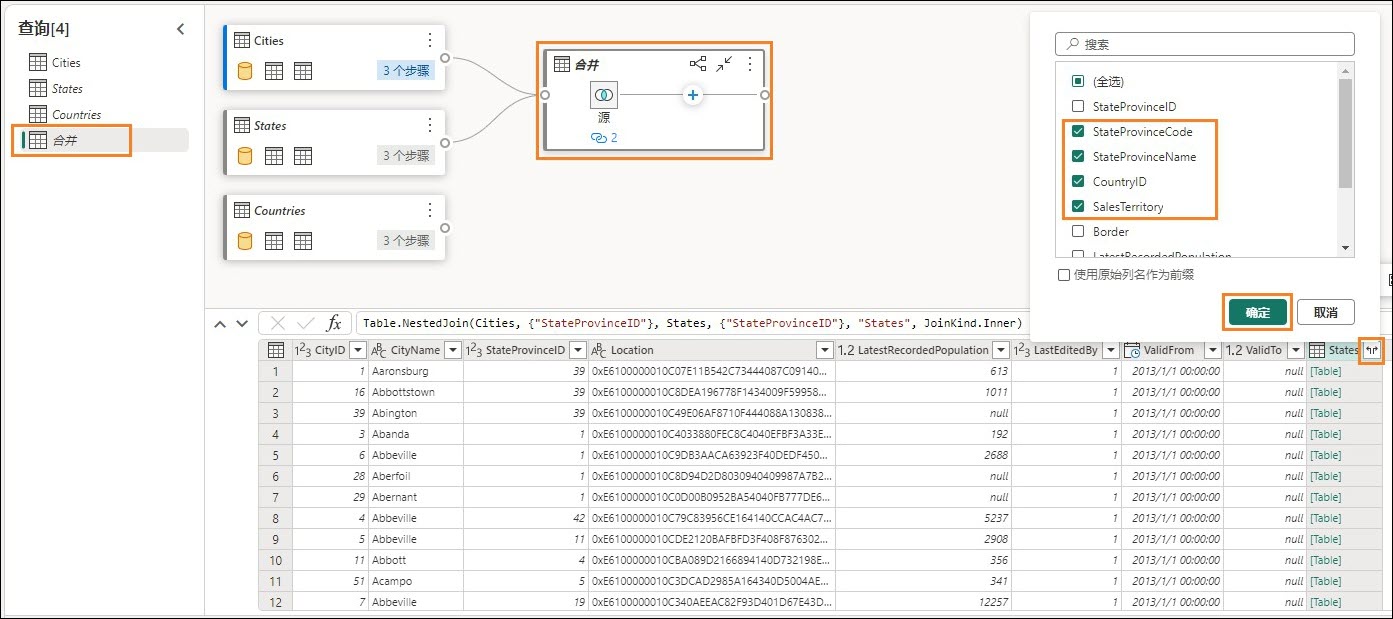 查询[4]
Cities
States
Countries
合并
Cities
3 个步骤
States
3 个步骤
Countries
3 个步骤
合并
源
2
搜索
(全选)
StateProvinceID
StateProvinceCode
StateProvinceName
CountryID
SalesTerritory
Border
LatestRecordedPopulation
使用原始列名作为前缀
确定 取消
fx Table.NestedJoin(Cities, {"StateProvinceID"}, States, {"StateProvinceID"}, "States", JoinKind.Inner)
1 2 3 CityID A B C CityName 1 2 3 StateProvinceID A B C Location 1.2 LatestRecordedPopulation 1 2 3 LastEditedBy ValidFrom 1.2 ValidTo States
1 1 Aaronsburg 39 0xE6100000010C07E11B542C73444087C09140... 613 1 2013/1/1 00:00:00 null [Table]
2 16 Abbottstown 39 0xE6100000010C8DEA196778F1434009F59958... 1011 1 2013/1/1 00:00:00 null [Table]
3 39 Abington 39 0xE6100000010C49E06AF8710F444088A130838... null 1 2013/1/1 00:00:00 null [Table]
4 3 Abanda 1 0xE6100000010C4033880FEC8C4040EFBF3A33E... 192 1 2013/1/1 00:00:00 null [Table]
5 6 Abbeville 1 0xE6100000010C9DB3AACA63923F40DEDF450... 2688 1 2013/1/1 00:00:00 null [Table]
6 28 Aberfoil 1 0xE6100000010C8D94D2D8030940409987A7B2... null 1 2013/1/1 00:00:00 null [Table]
7 29 Abernant 1 0xE6100000010C0D00B0952BA54040FB777DE6... null 1 2013/1/1 00:00:00 null [Table]
8 4 Abbeville 42 0xE6100000010C79C83956CE164140CCAC4AC7... 5237 1 2013/1/1 00:00:00 null [Table]
9 5 Abbeville 11 0xE6100000010CDE2120BAFBFD3F408F876302... 2908 1 2013/1/1 00:00:00 null [Table]
10 11 Abbott 4 0xE6100000010CBA089D2166894140D732198E... 356 1 2013/1/1 00:00:00 null [Table]
11 51 Acampo 5 0xE6100000010C3DCAD2985A164340D5004AE... 341 1 2013/1/1 00:00:00 null [Table]
12 7 Abbeville 19 0xE6100000010C340AEEAC82F93D401D67E43D... 12257 1 2013/1/1 00:00:00 null [Table]